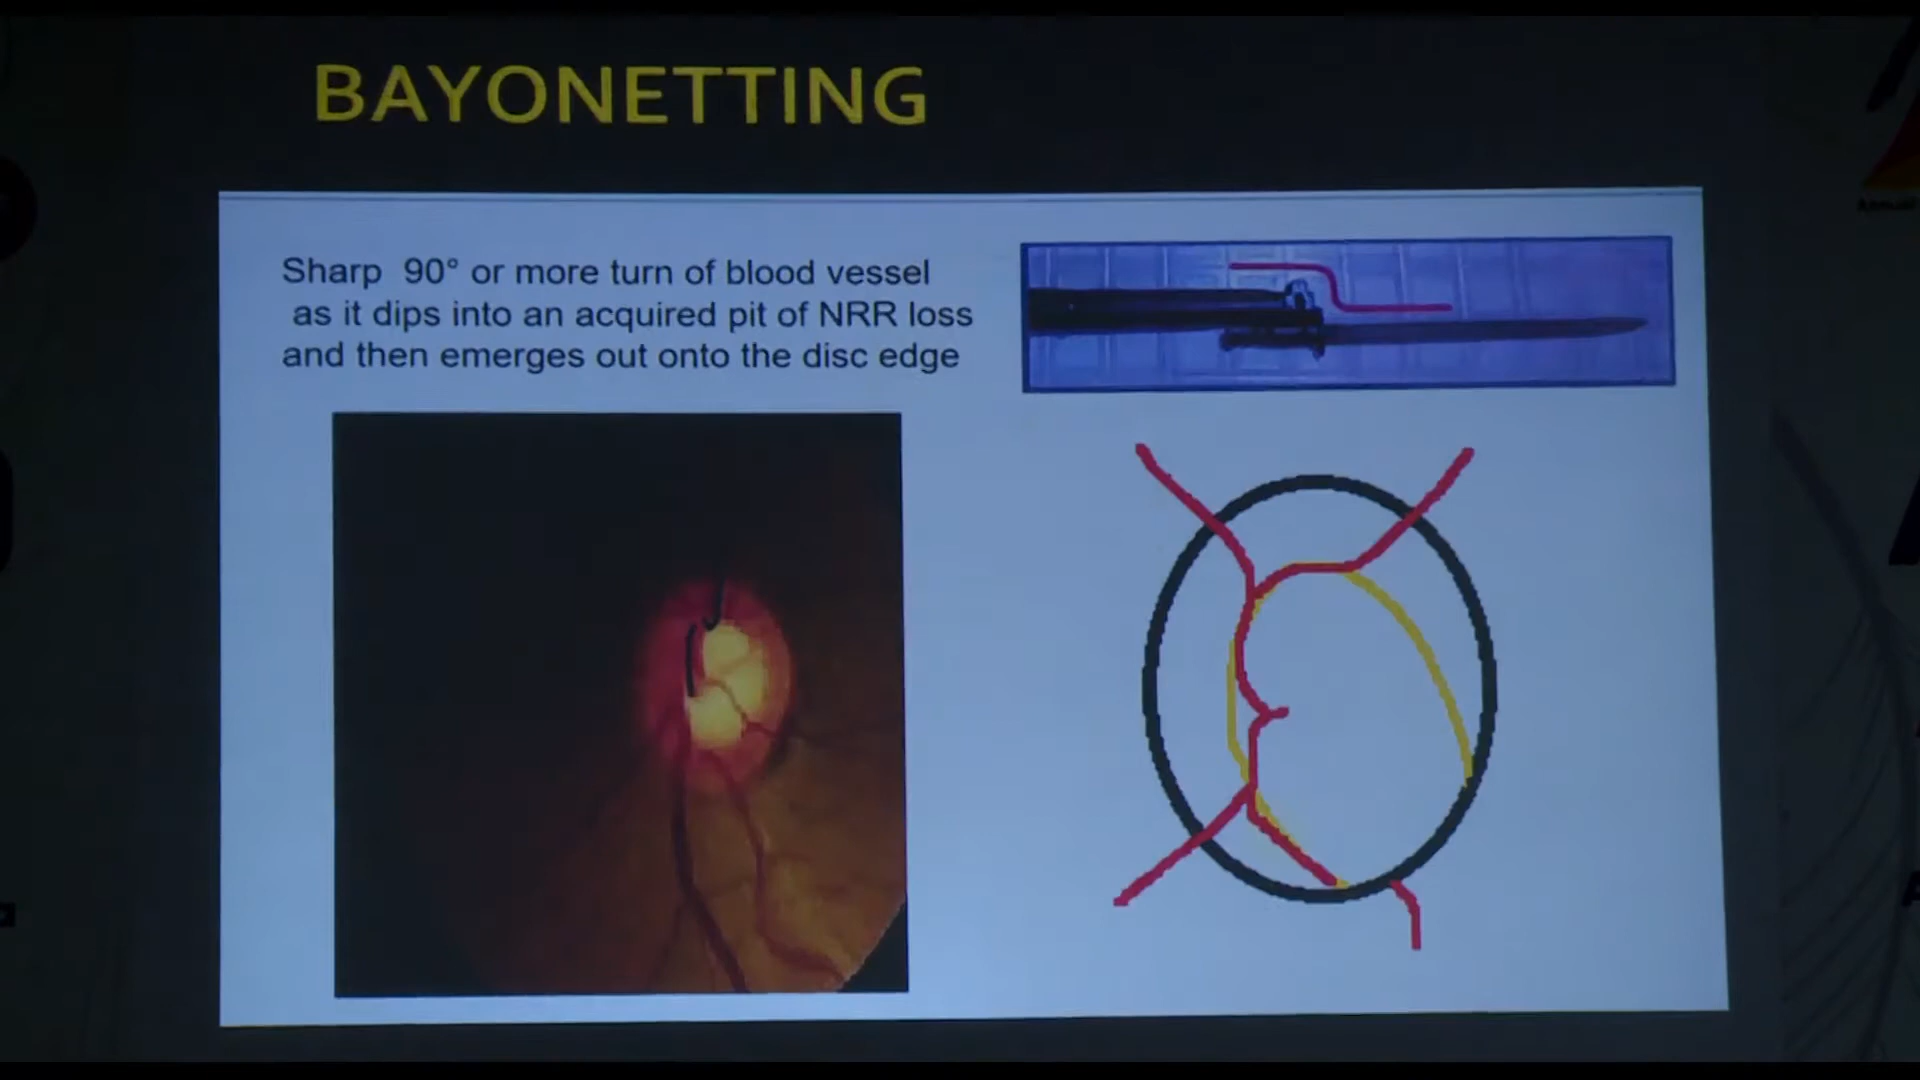 BAYONETTING
Sharp 90° or more turn of blood vessel
as it dips into an acquired pit of NRR loss
and then emerges out onto the disc edge
Annual